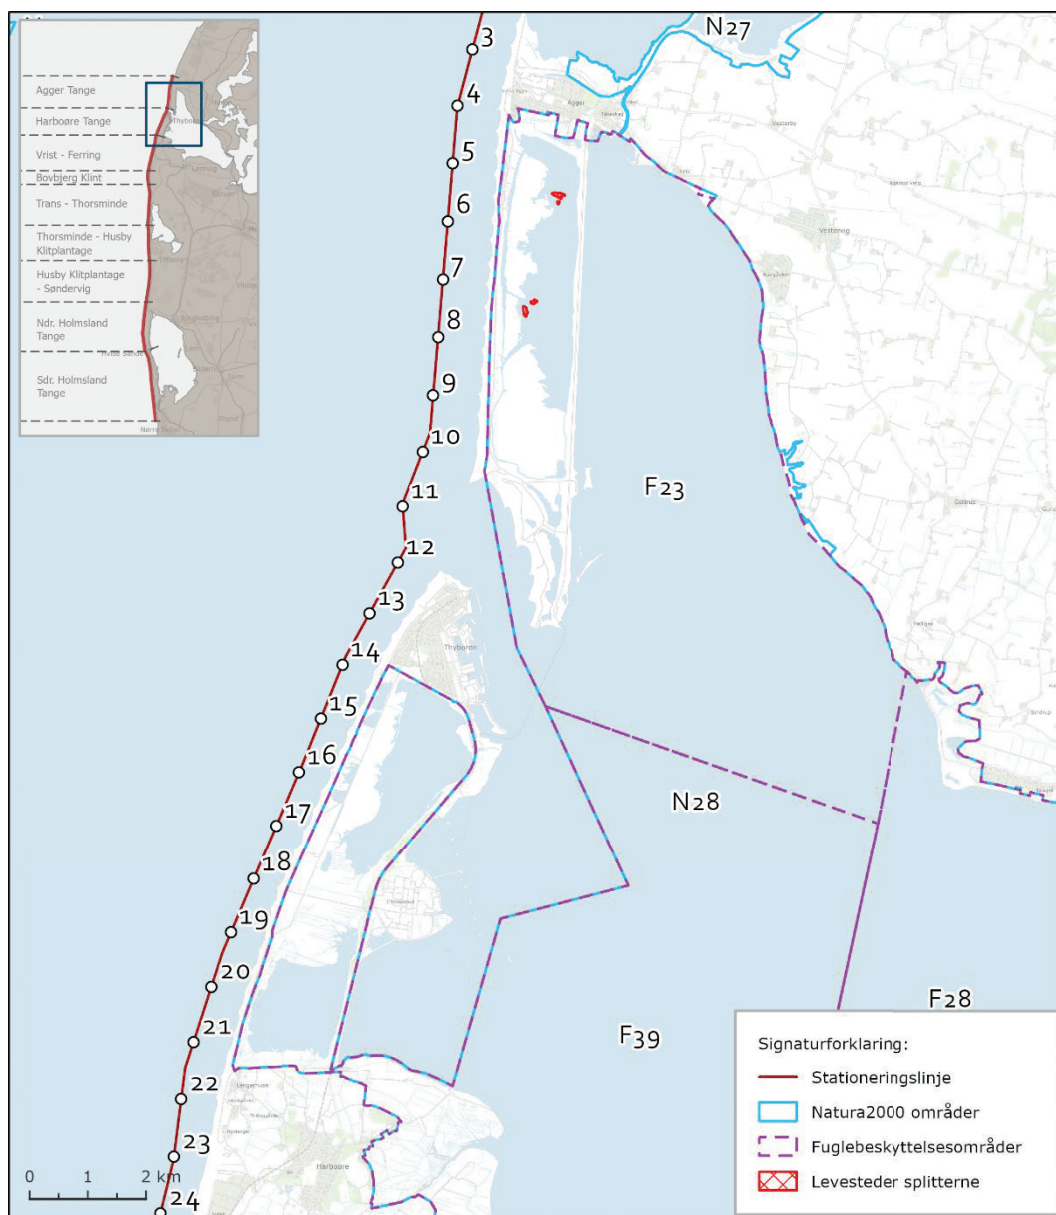 N27
3
4
5
6
7
8
9
10
11
12
13
14
15
16
17
18
19
20
21
22
23
24
F23
N28
F39
F28
Agger Tange
Harboøre Tange
Vrist - Ferring
Bovbjerg Klint
Trans - Thorsminde
Thorsminde - Husby
Klitplantage
Husby Klitplantage
- Søndervig
Ndr. Holmsland
Tange
Sdr. Holmsland
Tange
Agger
Vestervig
Thyborøn
Harboøre
0 1 2 km
Signaturforklaring:
Stationeringslinje
Natura2000 områder
Fuglebeskyttelsesområder
Levesteder splitterne